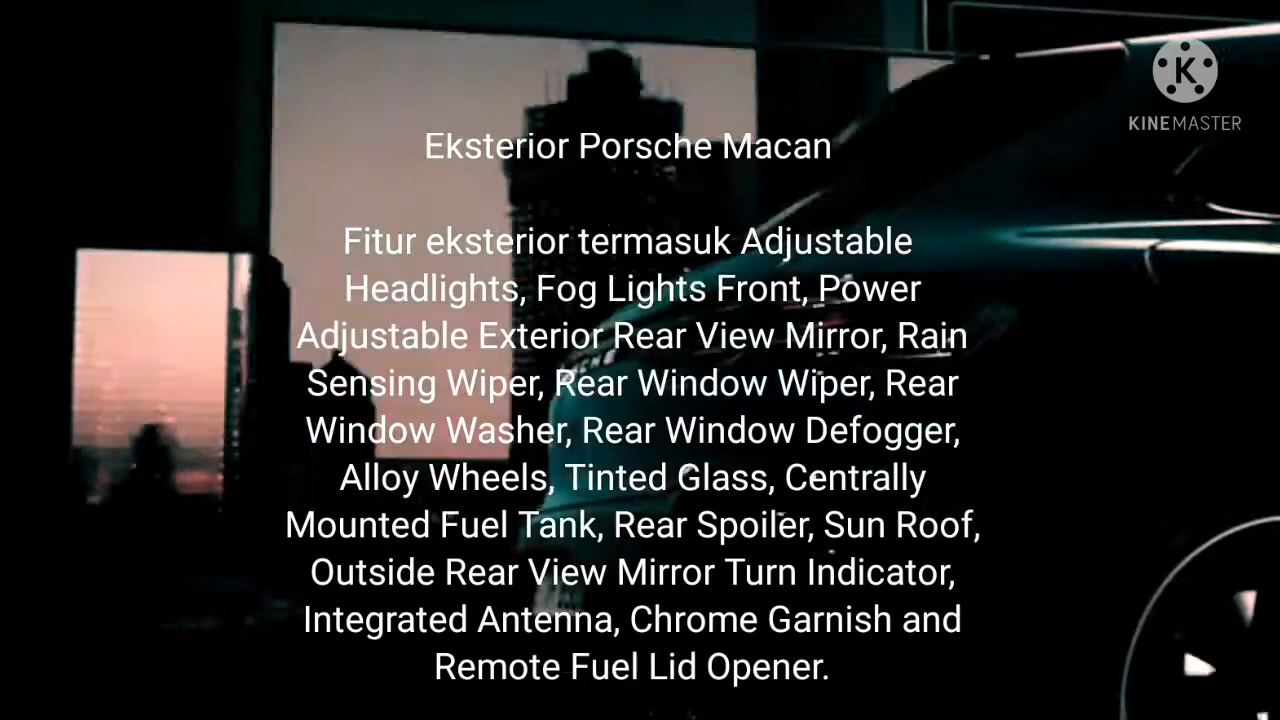 K
KINEMASTER
Eksterior Porsche Macan
Fitur eksterior termasuk Adjustable
Headlights, Fog Lights Front, Power
Adjustable Exterior Rear View Mirror, Rain
Sensing Wiper, Rear Window Wiper, Rear
Window Washer, Rear Window Defogger,
Alloy Wheels, Tinted Glass, Centrally
Mounted Fuel Tank, Rear Spoiler, Sun Roof,
Outside Rear View Mirror Turn Indicator,
Integrated Antenna, Chrome Garnish and
Remote Fuel Lid Opener.